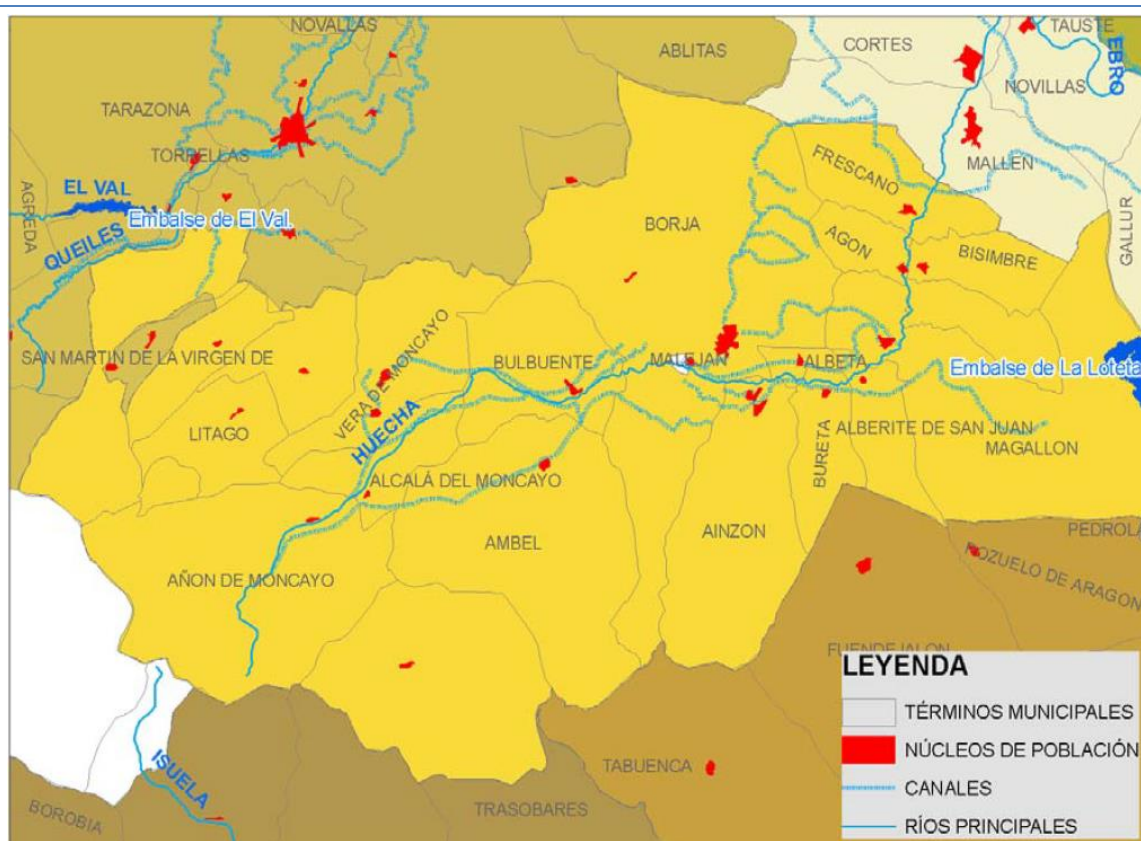 NOVALLAS
ABLITAS
CORTES
TAUSTE
EBRO
NOVILLAS
TARAZONA
TORRELLAS
MALLEN
FRESCANO
AGREDA
EL VAL
Embalse de El Val.
QUEILES
BORJA
AGON
BISIMBRE
GALLUR
SAN MARTIN DE LA VIRGEN DE
VERA DE MONCAYO
BULBUENTE
MALEJAN
ALBETA
Embalse de La Loteta
LITAGO
HUECHA
ALBERITE DE SAN JUAN
MAGALLON
BURETA
ALCALÁ DEL MONCAYO
AMBEL
AINZON
PEDROLA
POZUELO DE ARAGON
AÑON DE MONCAYO
FUENDEJALON
ISUELA
TABUENCA
TRASOBARES
BOROBIA
LEYENDA
TÉRMINOS MUNICIPALES
NÚCLEOS DE POBLACIÓN
CANALES
RÍOS PRINCIPALES